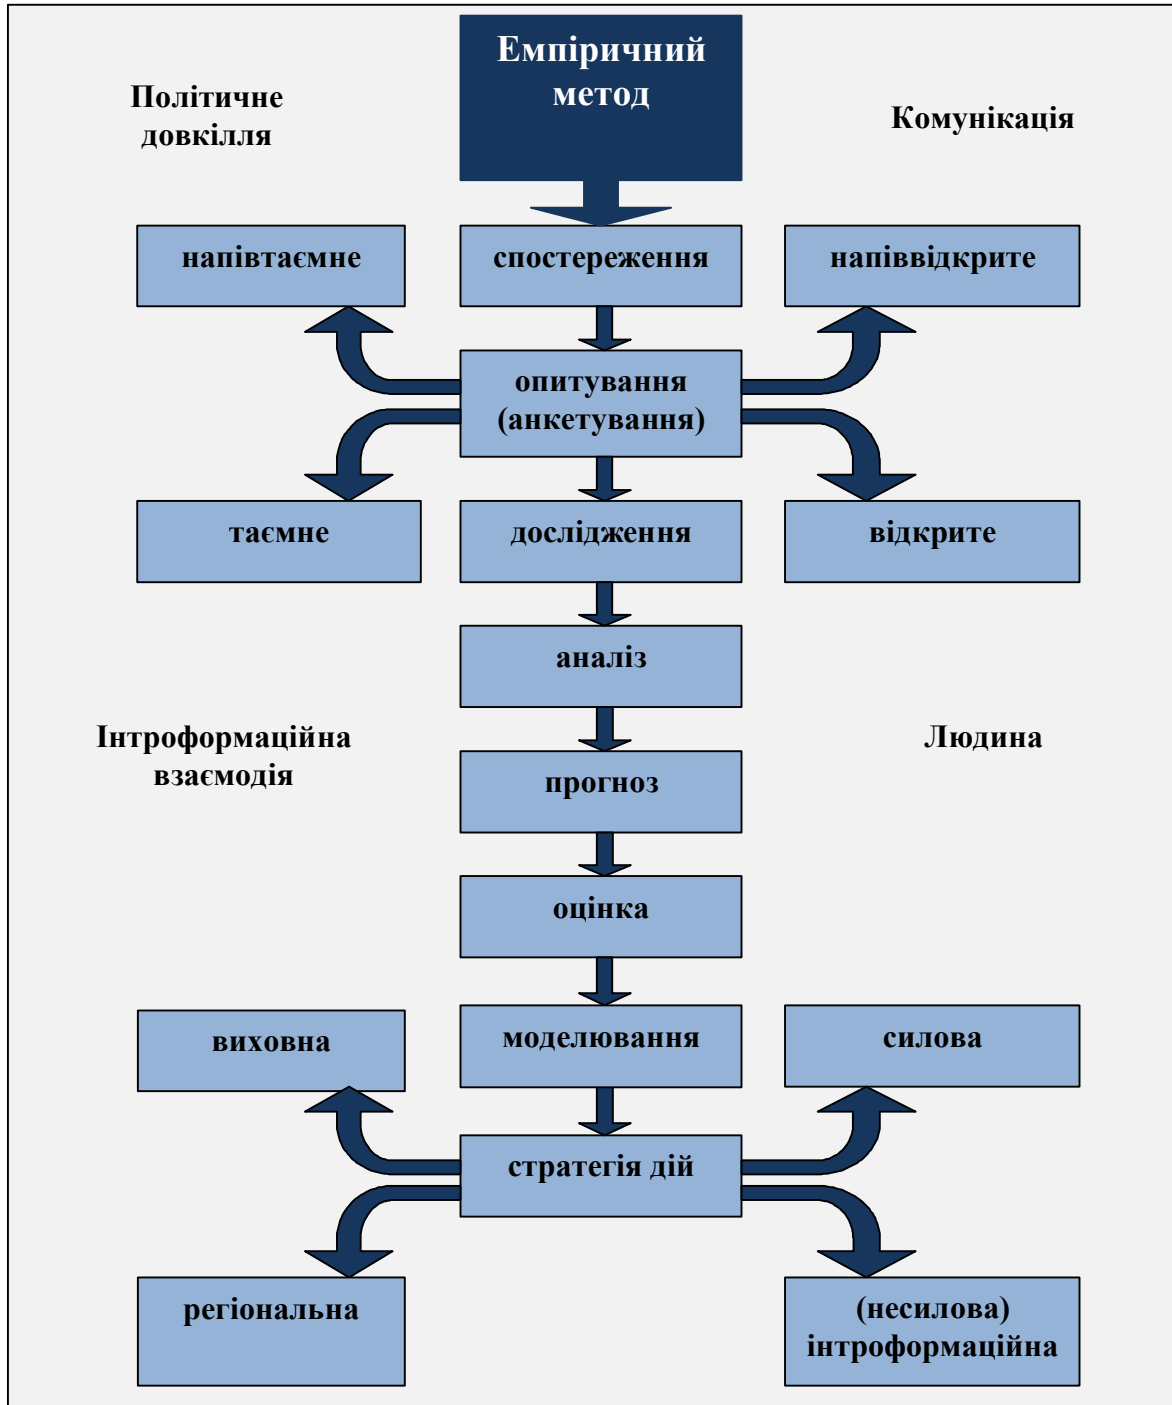 Емпіричний
метод
Політичне
довкілля
Комунікація
напівтаємне
спостереження
напіввідкрите
опитування
(анкетування)
таємне
дослідження
відкрите
аналіз
Інтроформаційна
взаємодія
Людина
прогноз
оцінка
виховна
моделювання
силова
стратегія дій
регіональна
(несилова)
інтроформаційна